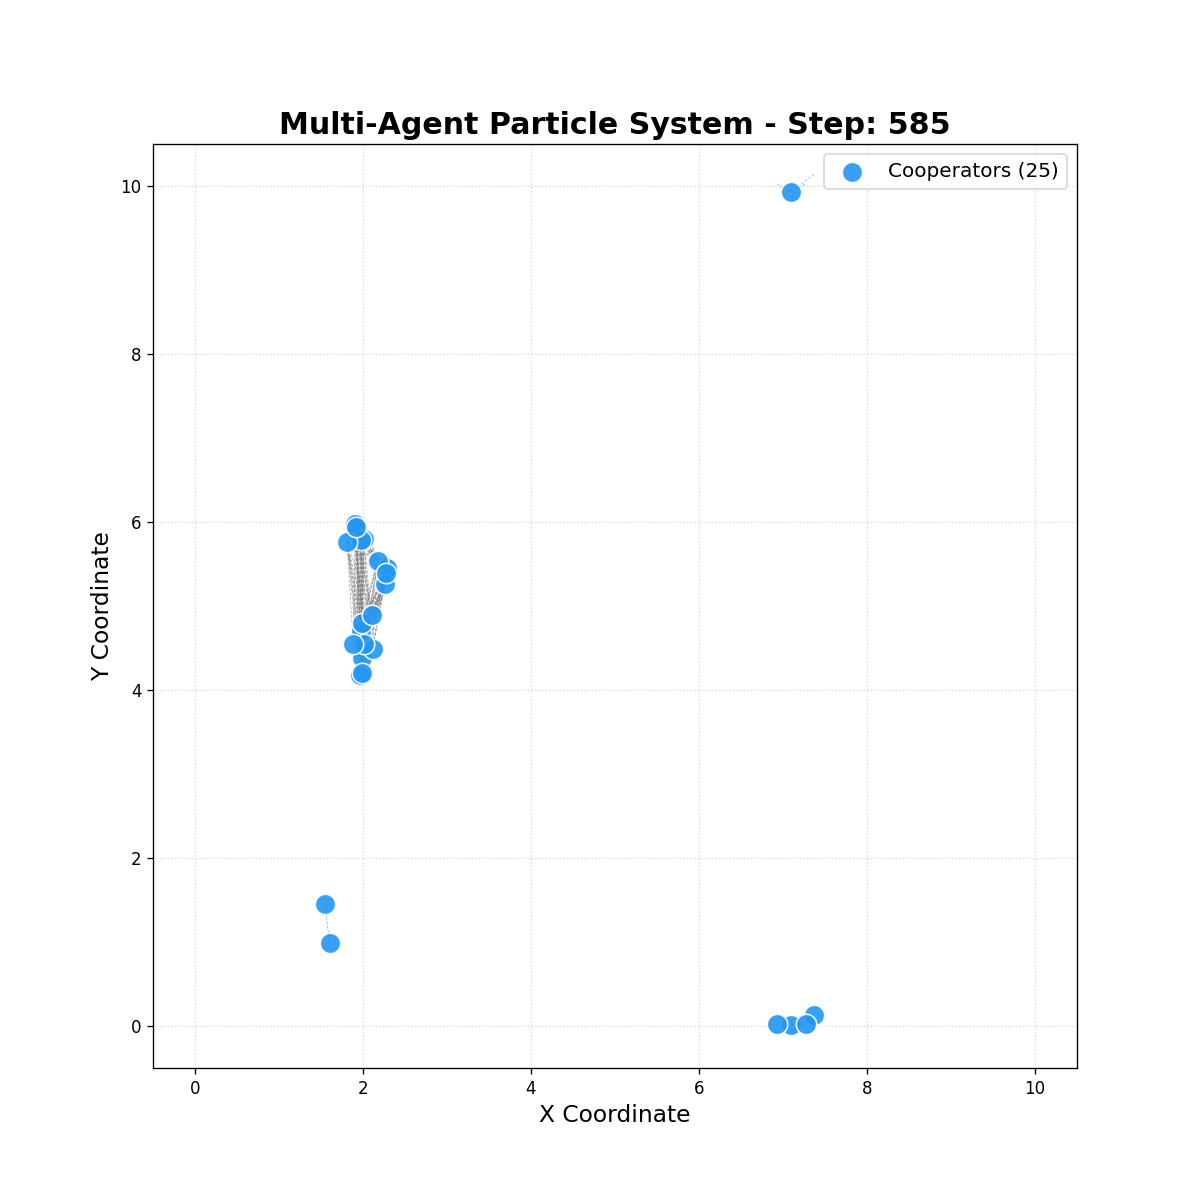 Multi-Agent Particle System - Step: 585
Cooperators (25)
10
8
6
4
2
0
Y Coordinate
0 2 4 6 8 10
X Coordinate